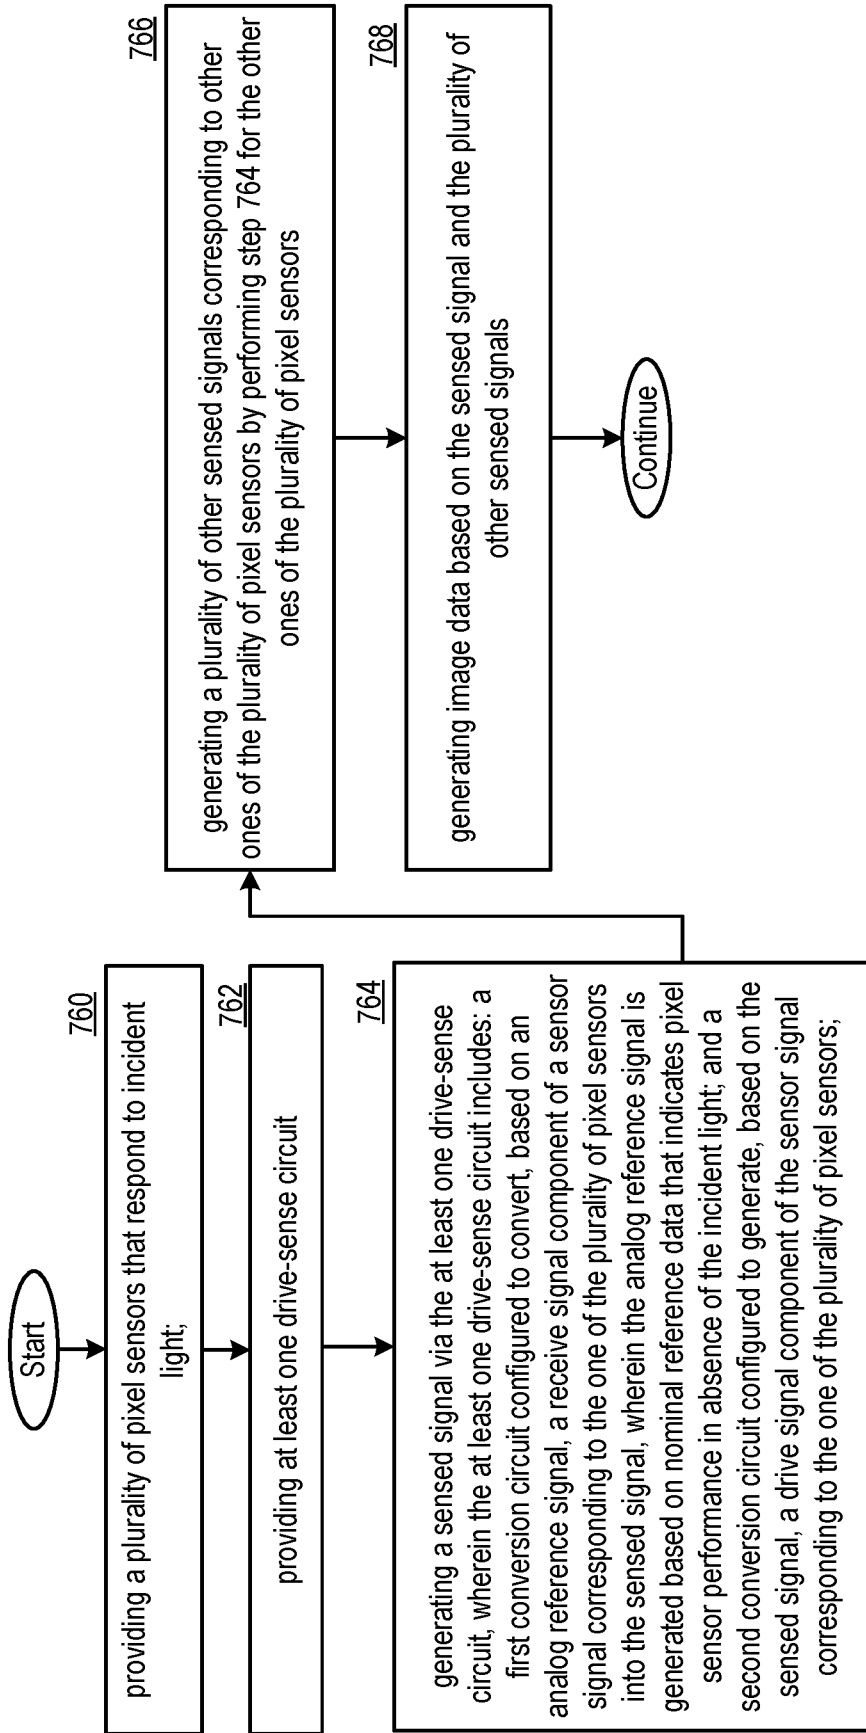 Start
760
providing a plurality of pixel sensors that respond to incident
light;
762
providing at least one drive-sense circuit
764
generating a sensed signal via the at least one drive-sense
circuit, wherein the at least one drive-sense circuit includes: a
first conversion circuit configured to convert, based on an
analog reference signal, a receive signal component of a sensor
signal corresponding to the one of the plurality of pixel sensors
into the sensed signal, wherein the analog reference signal is
generated based on nominal reference data that indicates pixel
sensor performance in absence of the incident light; and a
second conversion circuit configured to generate, based on the
sensed signal, a drive signal component of the sensor signal
corresponding to the one of the plurality of pixel sensors;
766
generating a plurality of other sensed signals corresponding to other
ones of the plurality of pixel sensors by performing step 764 for the other
ones of the plurality of pixel sensors
768
generating image data based on the sensed signal and the plurality of
other sensed signals
Continue